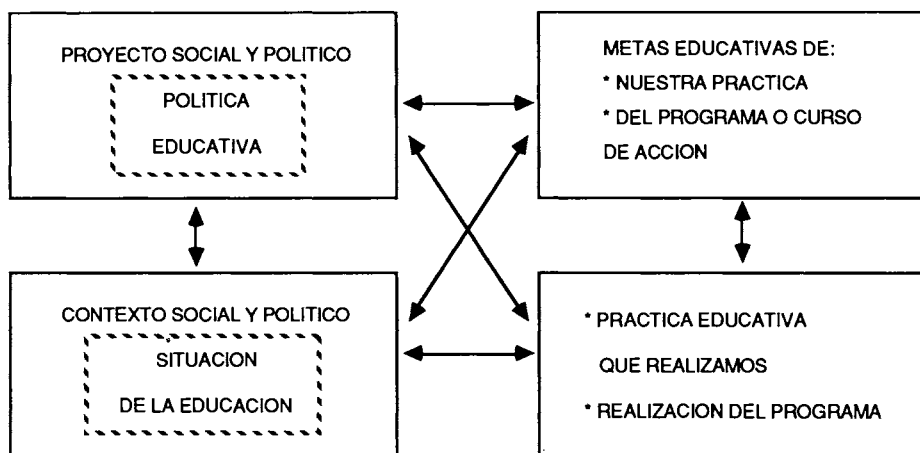 PROYECTO SOCIAL Y POLITICO
POLITICA
EDUCATIVA
METAS EDUCATIVAS DE:
* NUESTRA PRACTICA
* DEL PROGRAMA O CURSO
DE ACCION
CONTEXTO SOCIAL Y POLITICO
SITUACION
DE LA EDUCACION
* PRACTICA EDUCATIVA
QUE REALIZAMOS
* REALIZACION DEL PROGRAMA